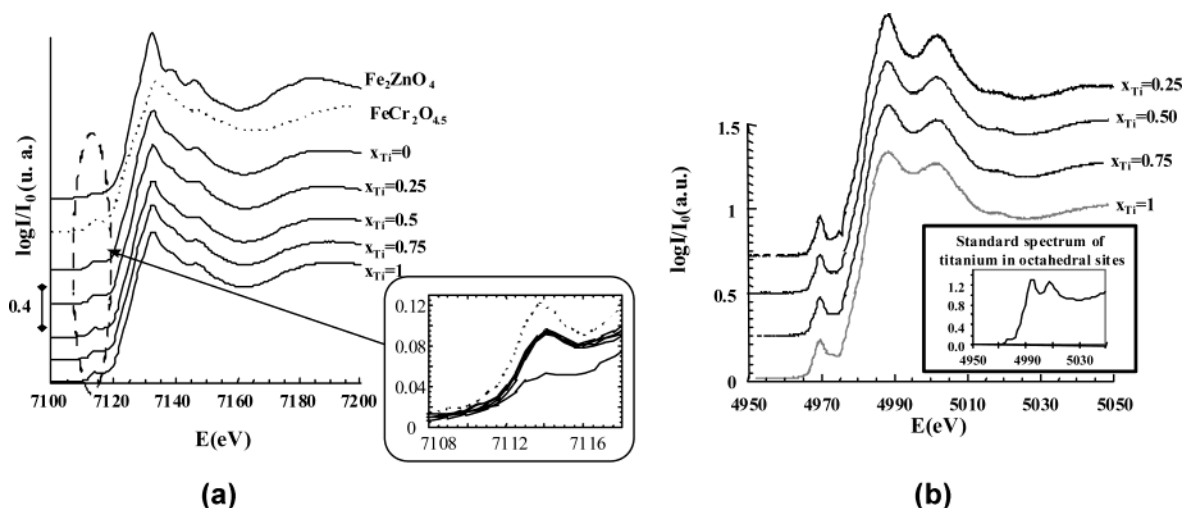 logI/I₀ (u. a.)
0.4
Fe₂ZnO₄
FeCr₂O₄.₅
xTi=0
xTi=0.25
xTi=0.5
xTi=0.75
xTi=1
7100 7120 7140 7160 7180 7200
E(eV)
0.12
0.08
0.04
0
7108 7112 7116
(a)
logI/I₀(a.u.)
1.5
1
0.5
0
xTi=0.25
xTi=0.50
xTi=0.75
xTi=1
Standard spectrum of
titanium in octahedral sites
1.2
0.8
0.4
0.0
4950 4990 5030
4950 4970 4990 5010 5030 5050
E(eV)
(b)